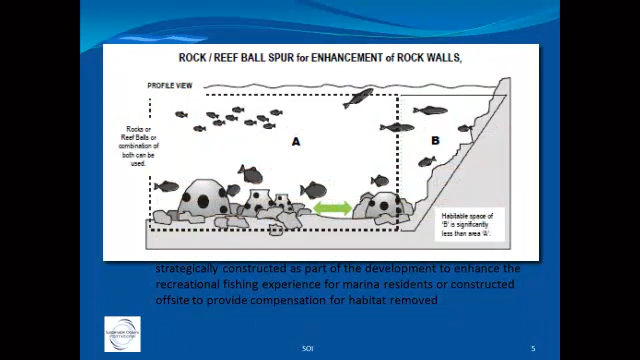 ROCK / REEF BALL SPUR for ENHANCEMENT of ROCK WALLS,
PROFILE VIEW
Rocks or
Reef Balls or
combination of
both can be
used.
A
B
Habitable space of
'B' is significantly
less than area 'A'.
strategically constructed as part of the development to enhance the
recreational fishing experience for marina residents or constructed
offsite to provide compensation for habitat removed
Sustainable Oceans
International
SOI
5